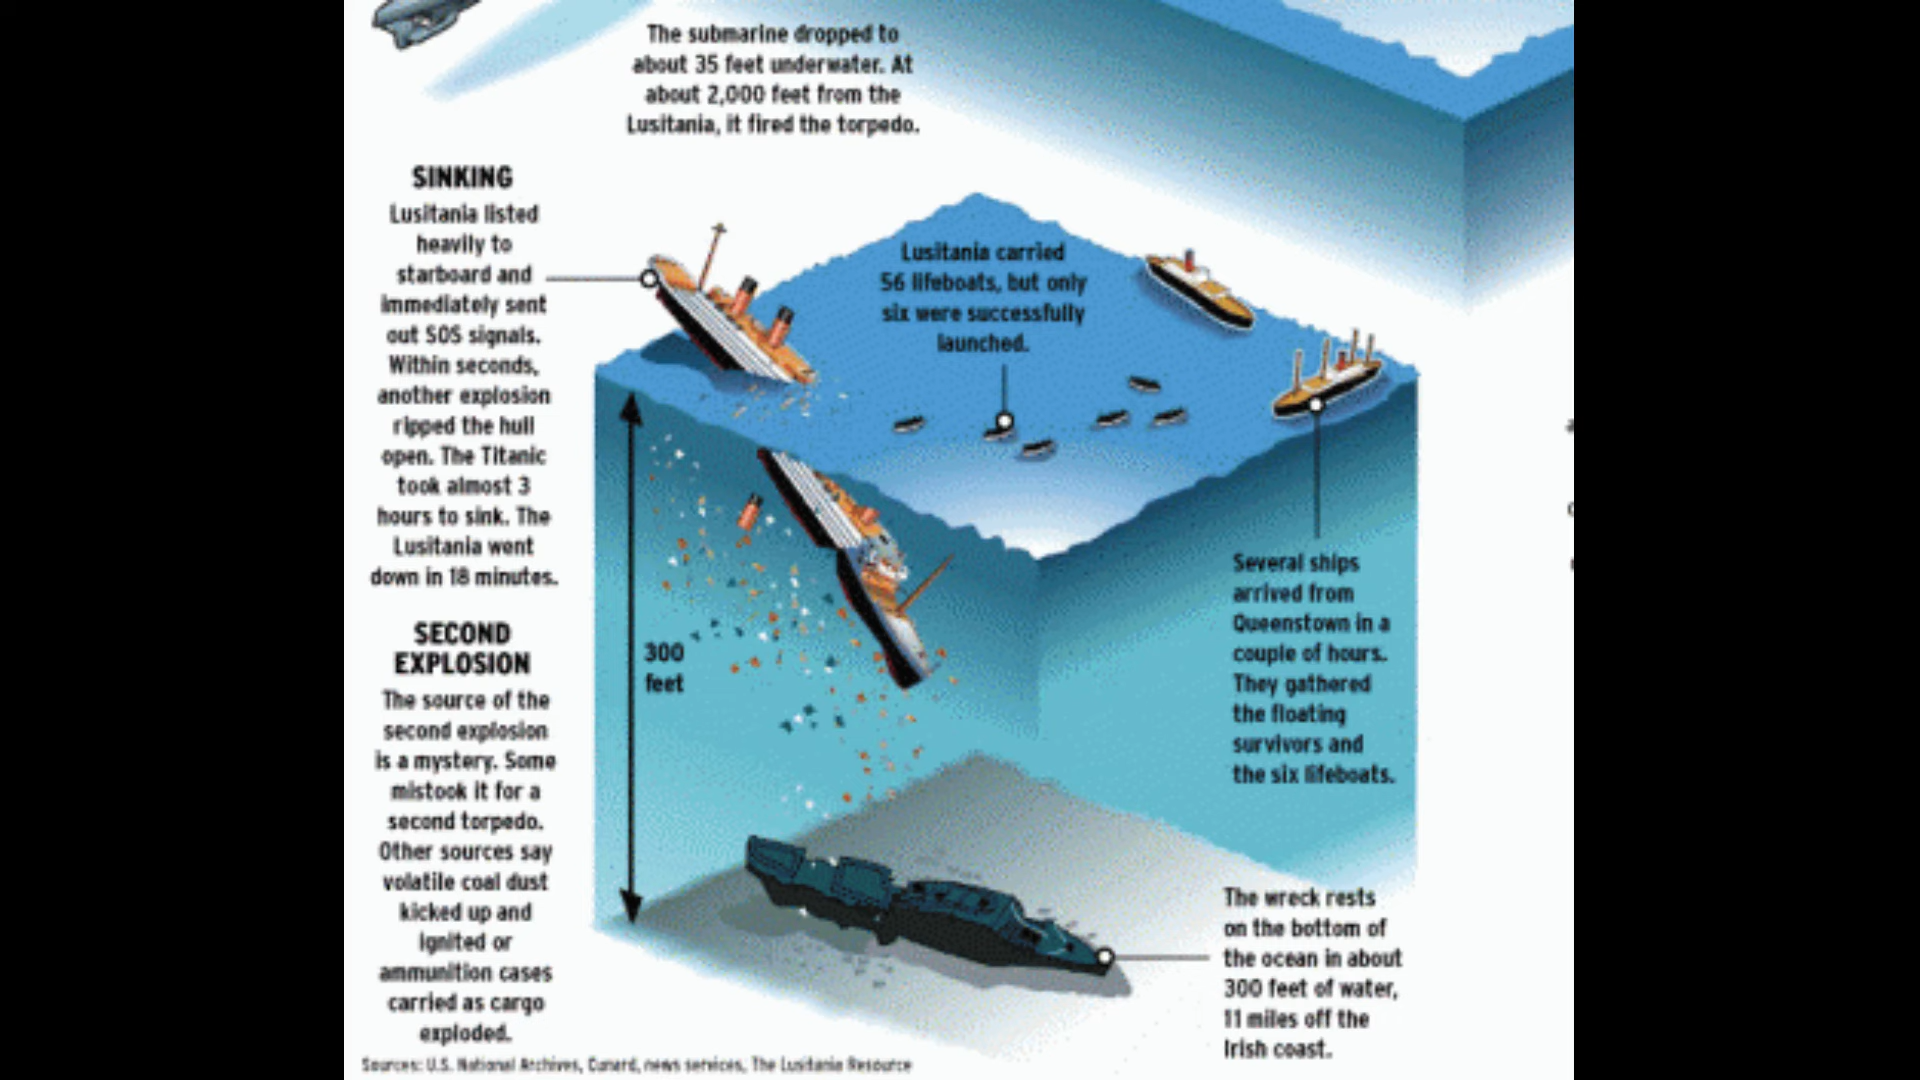 The submarine dropped to
about 35 feet underwater. At
about 2,000 feet from the
Lusitania, it fired the torpedo.
SINKING
Lusitania listed
heavily to
starboard and
immediately sent
out SOS signals.
Within seconds,
another explosion
ripped the hull
open. The Titanic
took almost 3
hours to sink. The
Lusitania went
down in 18 minutes.
SECOND
EXPLOSION
The source of the
second explosion
is a mystery. Some
mistook it for a
second torpedo.
Other sources say
volatile coal dust
kicked up and
ignited or
ammunition cases
carried as cargo
exploded.
Lusitania carried
56 lifeboats, but only
six were successfully
launched.
300
feet
Several ships
arrived from
Queenstown in a
couple of hours.
They gathered
the floating
survivors and
the six lifeboats.
The wreck rests
on the bottom of
the ocean in about
300 feet of water,
11 miles off the
Irish coast.
Sources: U.S. National Archives, Cunard, news services, The Lusitania Resource